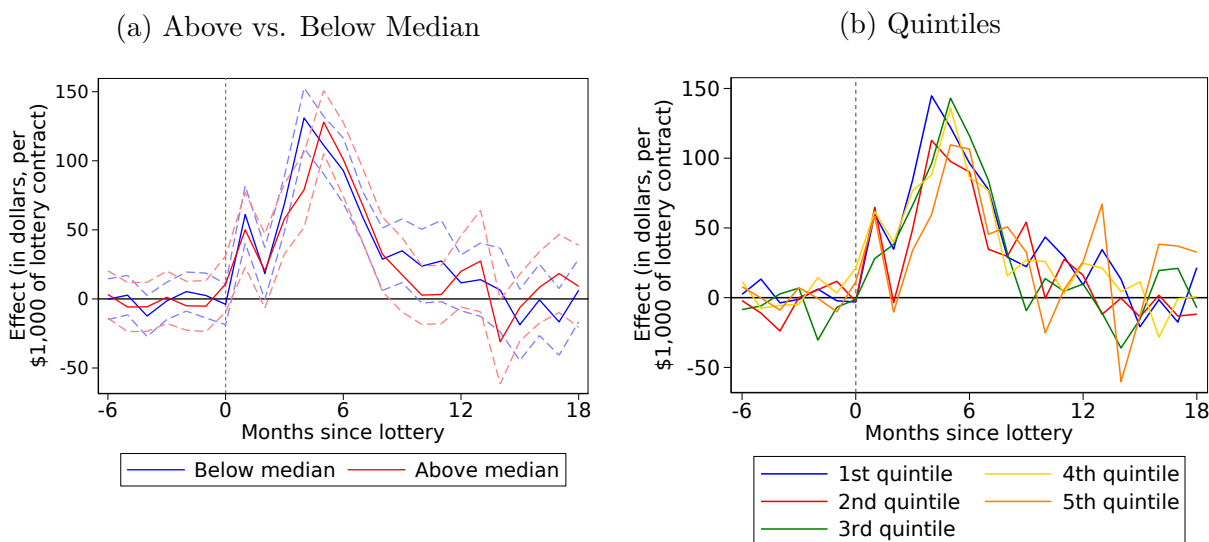 (a) Above vs. Below Median
Effect (in dollars, per
$1,000 of lottery contract)
150
100
50
0
-50
-6
0
6
12
18
Months since lottery
Below median
Above median
(b) Quintiles
Effect (in dollars, per
$1,000 of lottery contract)
150
100
50
0
-50
-6
0
6
12
18
Months since lottery
1st quintile
4th quintile
2nd quintile
5th quintile
3rd quintile